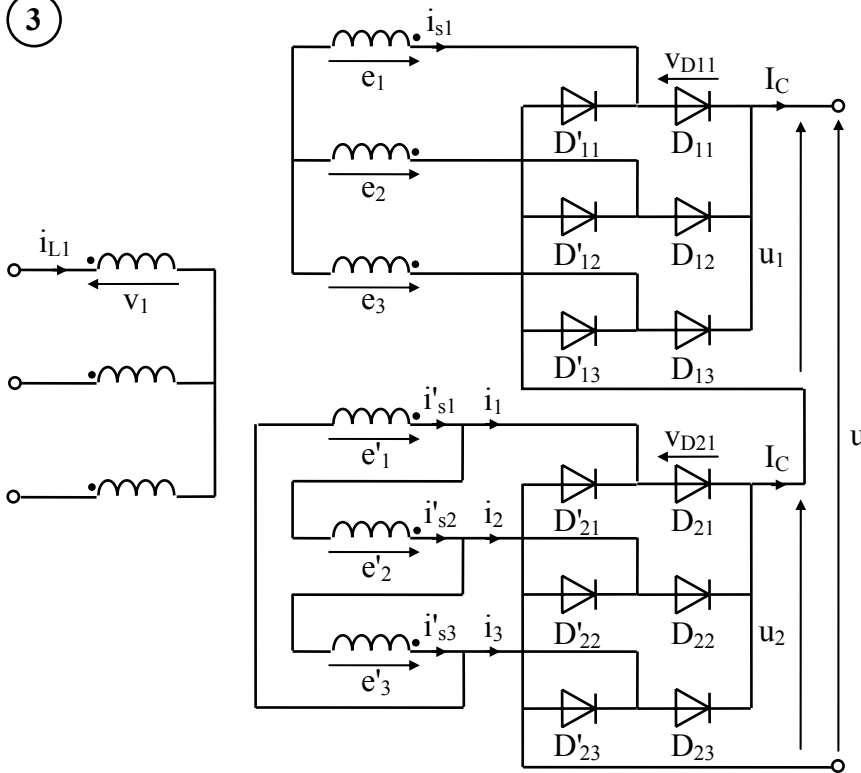 3
i_s1
e_1
v_D11
I_C
D'_11
D_11
e_2
D'_12
D_12
u_1
i_L1
v_1
e_3
D'_13
D_13
i'_s1
i_1
e'_1
v_D21
I_C
u
D'_21
D_21
i'_s2
i_2
e'_2
D'_22
D_22
u_2
i'_s3
i_3
e'_3
D'_23
D_23